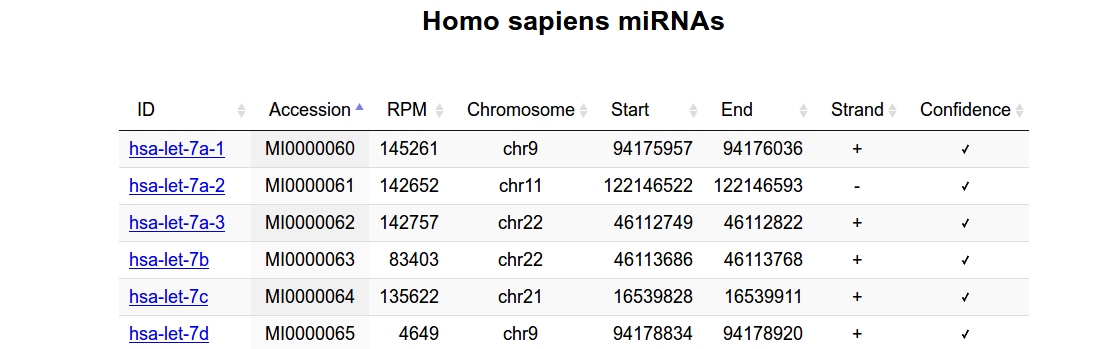 Homo sapiens miRNAs
ID Accession RPM Chromosome Start End Strand Confidence
hsa-let-7a-1 MI0000060 145261 chr9 94175957 94176036 + ✓
hsa-let-7a-2 MI0000061 142652 chr11 122146522 122146593 - ✓
hsa-let-7a-3 MI0000062 142757 chr22 46112749 46112822 + ✓
hsa-let-7b MI0000063 83403 chr22 46113686 46113768 + ✓
hsa-let-7c MI0000064 135622 chr21 16539828 16539911 + ✓
hsa-let-7d MI0000065 4649 chr9 94178834 94178920 + ✓